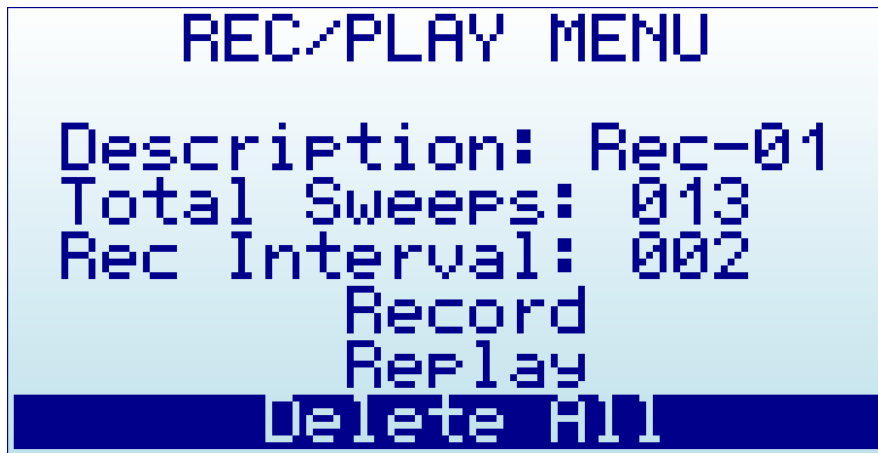 REC/PLAY MENU
Description: Rec-01
Total Sweeps: 013
Rec Interval: 002
Record
Replay
Delete All